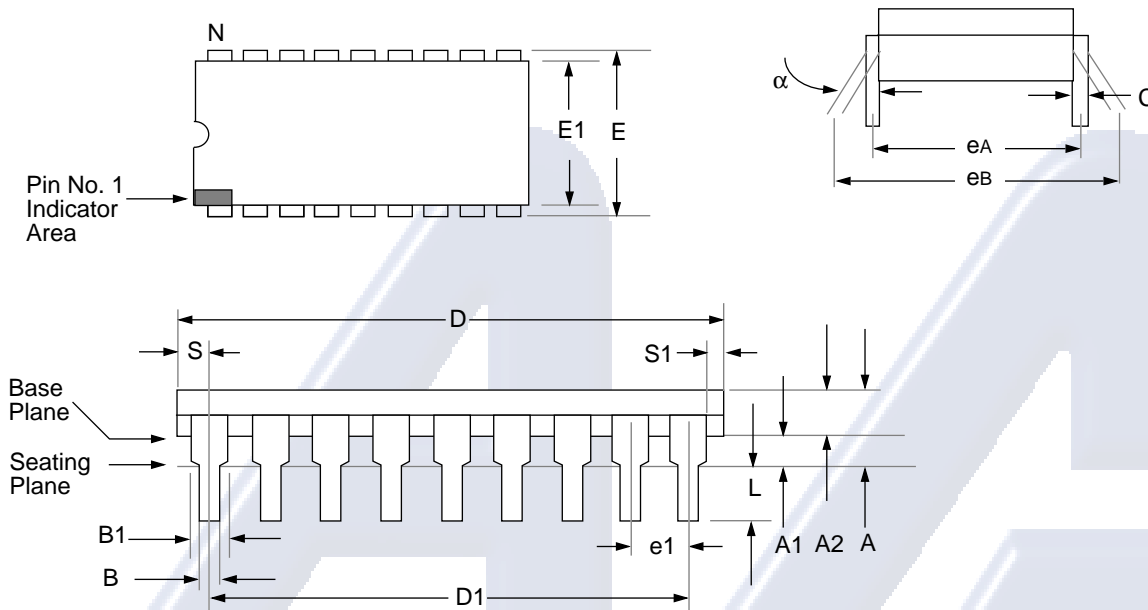 N
E1
E
Pin No. 1
Indicator
Area
α
C
eA
eB
D
S
S1
Base
Plane
Seating
Plane
L
B1
A1
A2
A
e1
B
D1